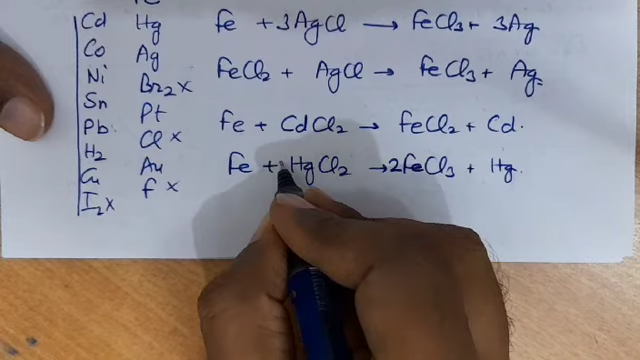 Cd Hg Fe + 3AgCl → FeCl3 + 3Ag
Co Ag FeCl2 + AgCl → FeCl3 + Ag
Ni Br2 x
Sn Pt Fe + CdCl2 → FeCl2 + Cd.
Pb Cl x
H2 Au Fe + HgCl2 → 2FeCl3 + Hg.
Cu F x
I2 x